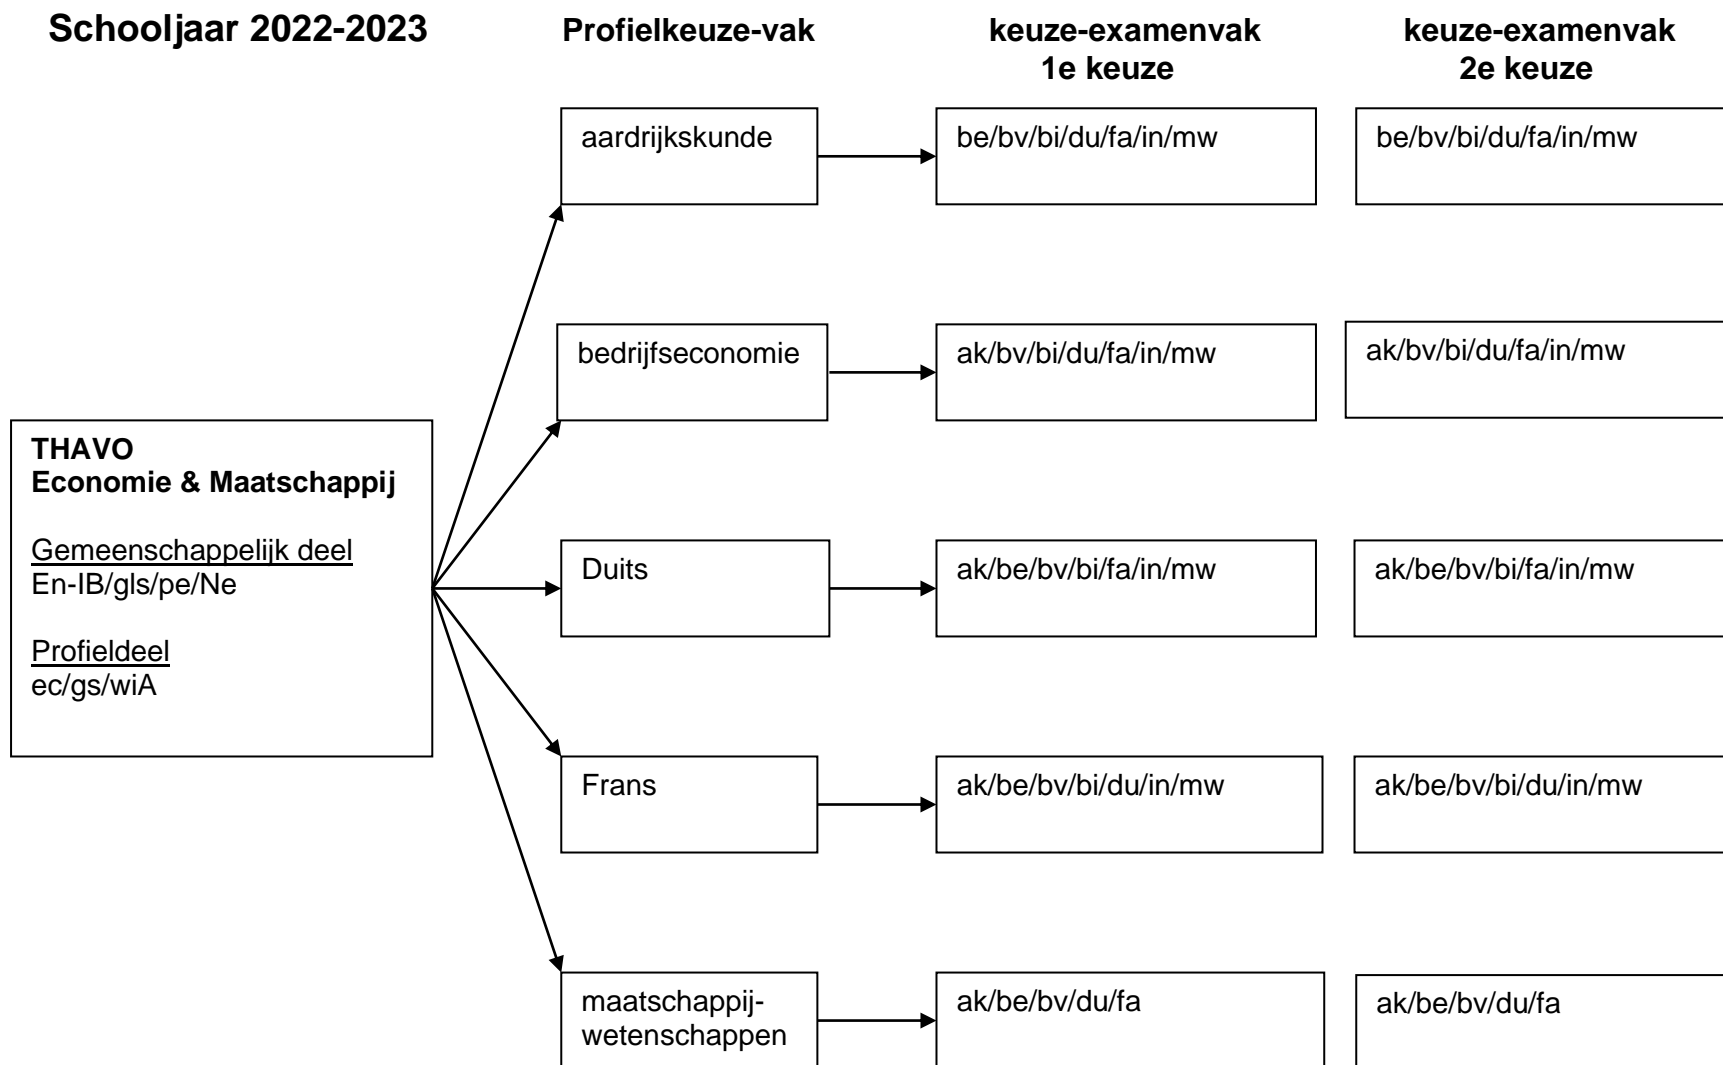 Schooljaar 2022-2023
Profielkeuze-vak
keuze-examenvak
1e keuze
keuze-examenvak
2e keuze
aardrijkskunde
be/bv/bi/du/fa/in/mw
be/bv/bi/du/fa/in/mw
bedrijfseconomie
ak/bv/bi/du/fa/in/mw
ak/bv/bi/du/fa/in/mw
THAVO
Economie & Maatschappij
Gemeenschappelijk deel
En-IB/gls/pe/Ne
Profieldeel
ec/gs/wiA
Duits
ak/be/bv/bi/fa/in/mw
ak/be/bv/bi/fa/in/mw
Frans
ak/be/bv/bi/du/in/mw
ak/be/bv/bi/du/in/mw
maatschappij-
wetenschappen
ak/be/bv/du/fa
ak/be/bv/du/fa